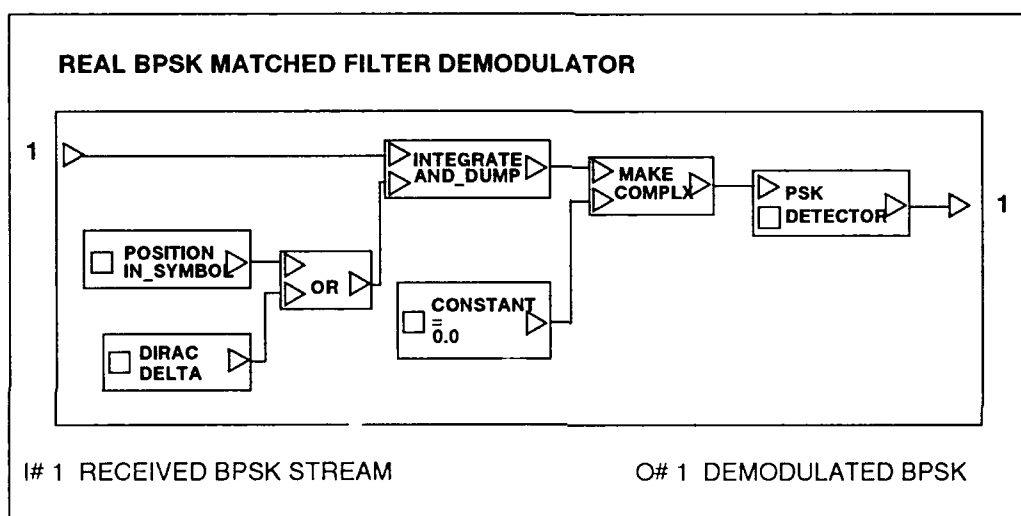 REAL BPSK MATCHED FILTER DEMODULATOR
1
INTEGRATE
AND_DUMP
MAKE
COMPLX
PSK
DETECTOR
1
POSITION
IN_SYMBOL
OR
CONSTANT
=
0.0
DIRAC
DELTA
I# 1 RECEIVED BPSK STREAM
O# 1 DEMODULATED BPSK